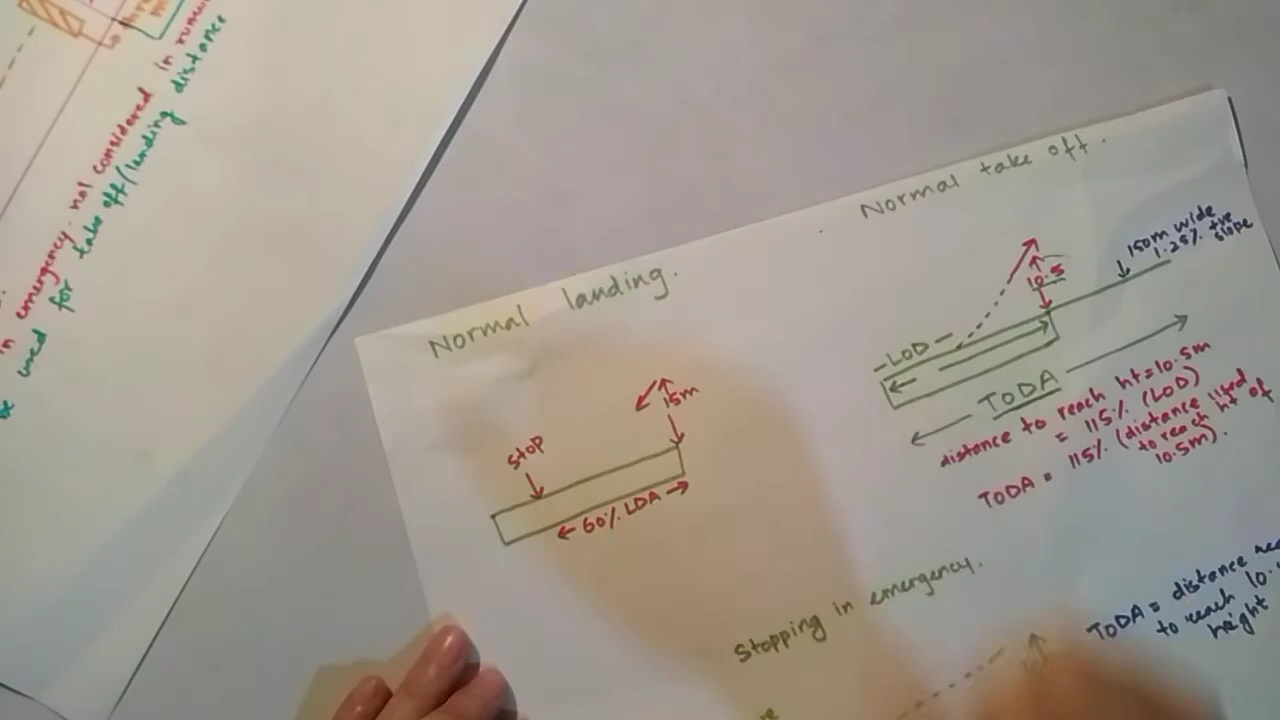 in emergency. not considered in
used for take off/landing distance
Normal landing.
15m
stop
← 60% LDA →
Normal take off.
150m wide
1.25% +ve
slope
10.5
LOD
TODA
distance to reach ht=10.5m
= 115% (LOD)
TODA = 115% (distance used
to reach ht of
10.5m).
Stopping in emergency.
TODA = distance
to reach 10.
height